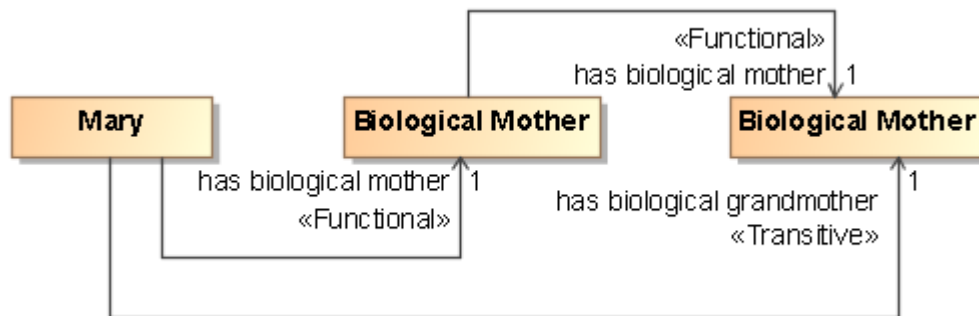 «Functional»
has biological mother 1
Mary
Biological Mother
Biological Mother
has biological mother 1
«Functional»
1
has biological grandmother
«Transitive»